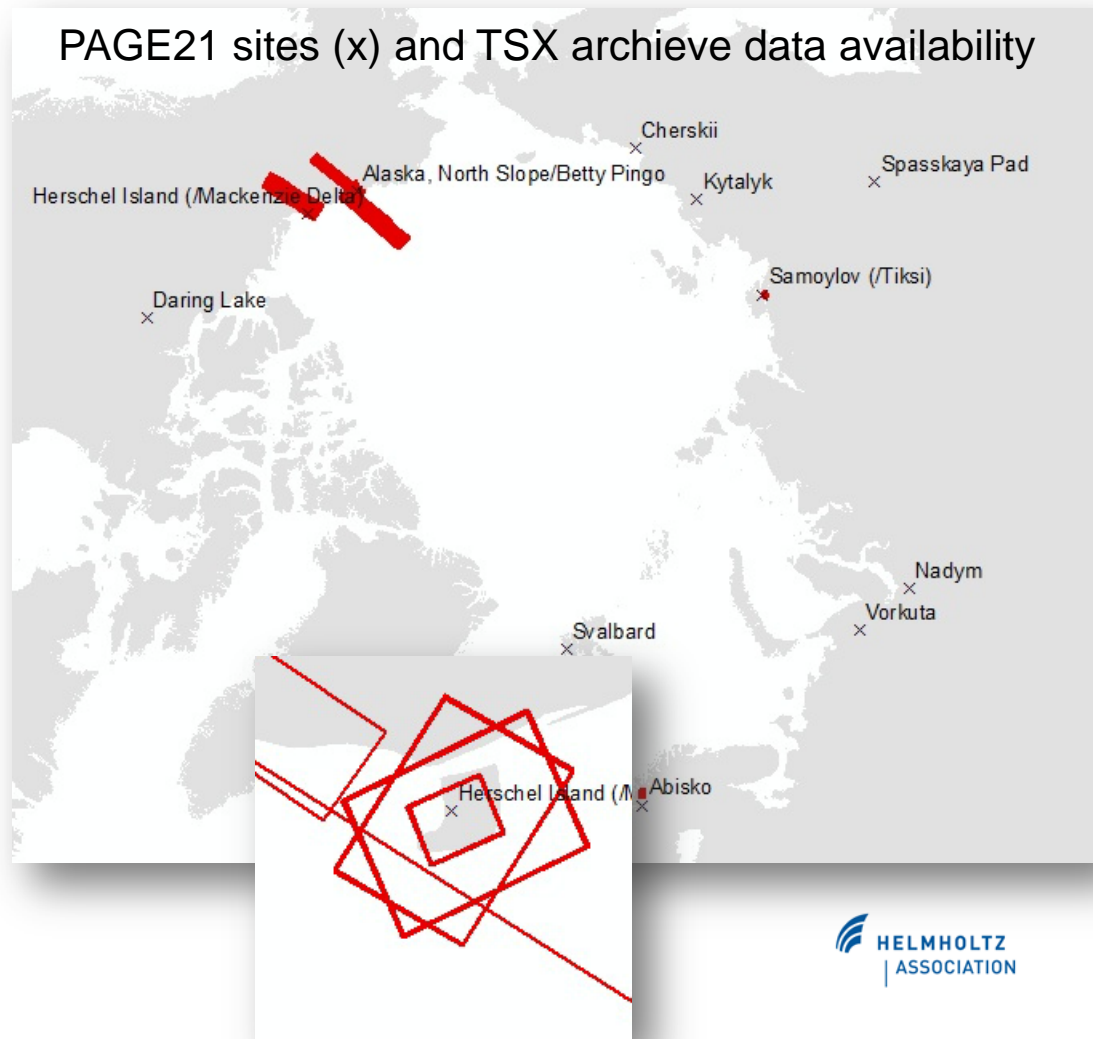 PAGE21 sites (x) and TSX archieve data availability
Cherskii
Alaska, North Slope/Betty Pingo
Kytalyk
Spasskaya Pad
Herschel Island (/Mackenzie Delta)
Samoylov (/Tiksi)
Daring Lake
Nadym
Vorkuta
Svalbard
Herschel Island (/M
Abisko
HELMHOLTZ
ASSOCIATION